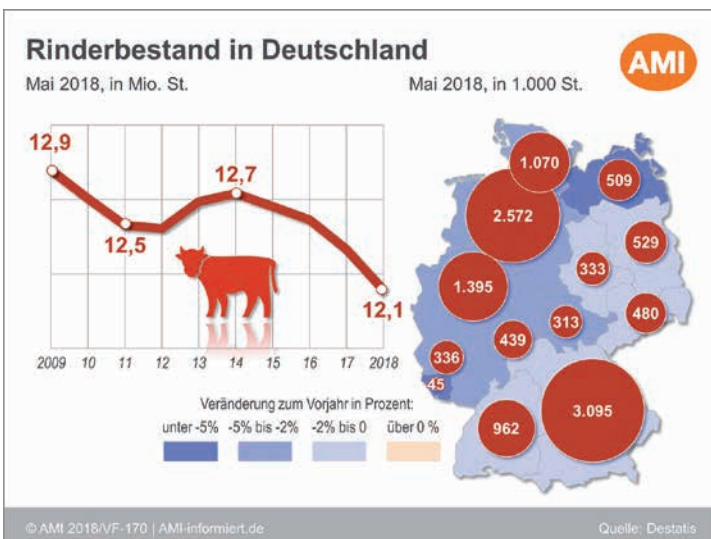 Rinderbestand in Deutschland
AMI
Mai 2018, in Mio. St.
Mai 2018, in 1.000 St.
12,9
12,5
12,7
12,1
2009 10 11 12 13 14 15 16 17 2018
1.070
509
2.572
529
333
1.395
480
313
439
336
45
3.095
962
Veränderung zum Vorjahr in Prozent:
unter -5% -5% bis -2% -2% bis 0 über 0 %
© AMI 2018/VF-170 | AMI-informiert.de
Quelle: Destatis